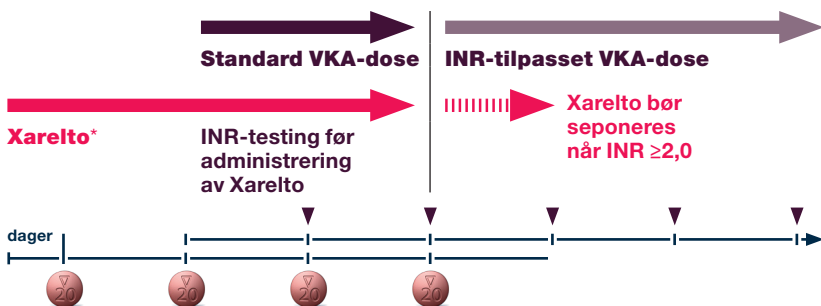 Standard VKA-dose
INR-tilpasset VKA-dose
Xarelto*
INR-testing før
administrering
av Xarelto
Xarelto bør
seponeres
når INR ≥2,0
dager
20
20
20
20